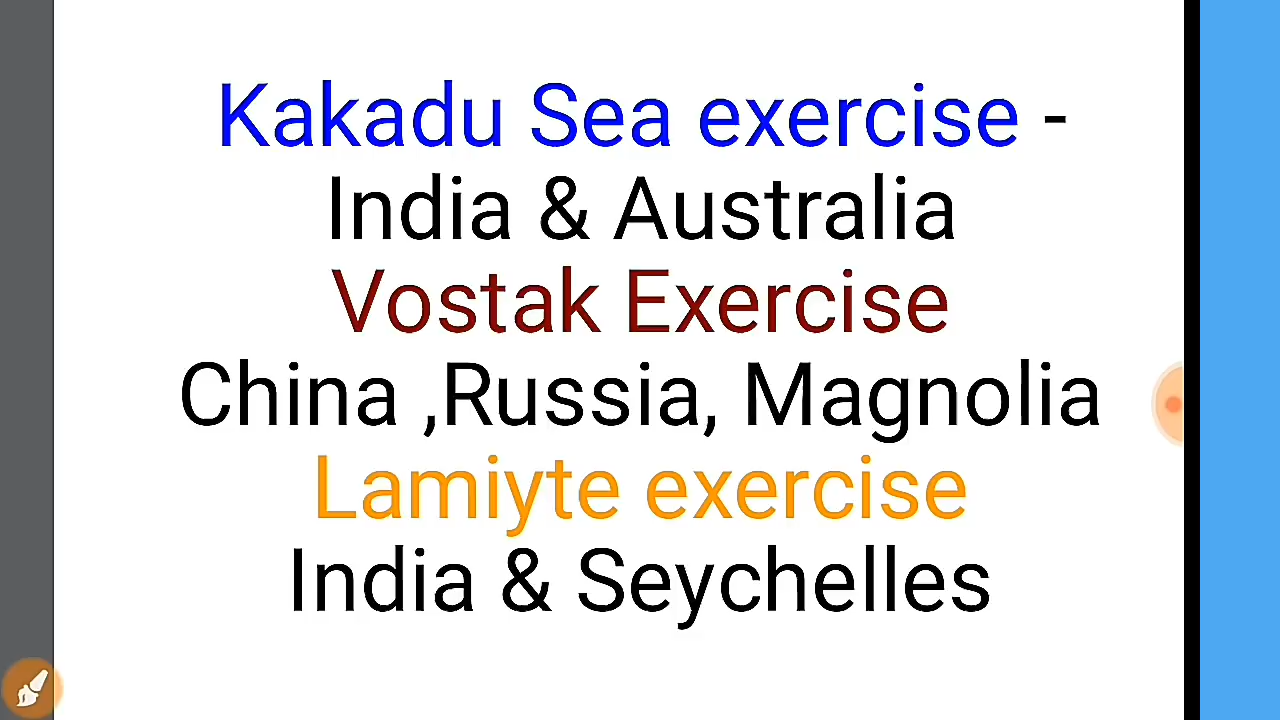 Kakadu Sea exercise -
India & Australia
Vostak Exercise
China ,Russia, Magnolia
Lamiyte exercise
India & Seychelles